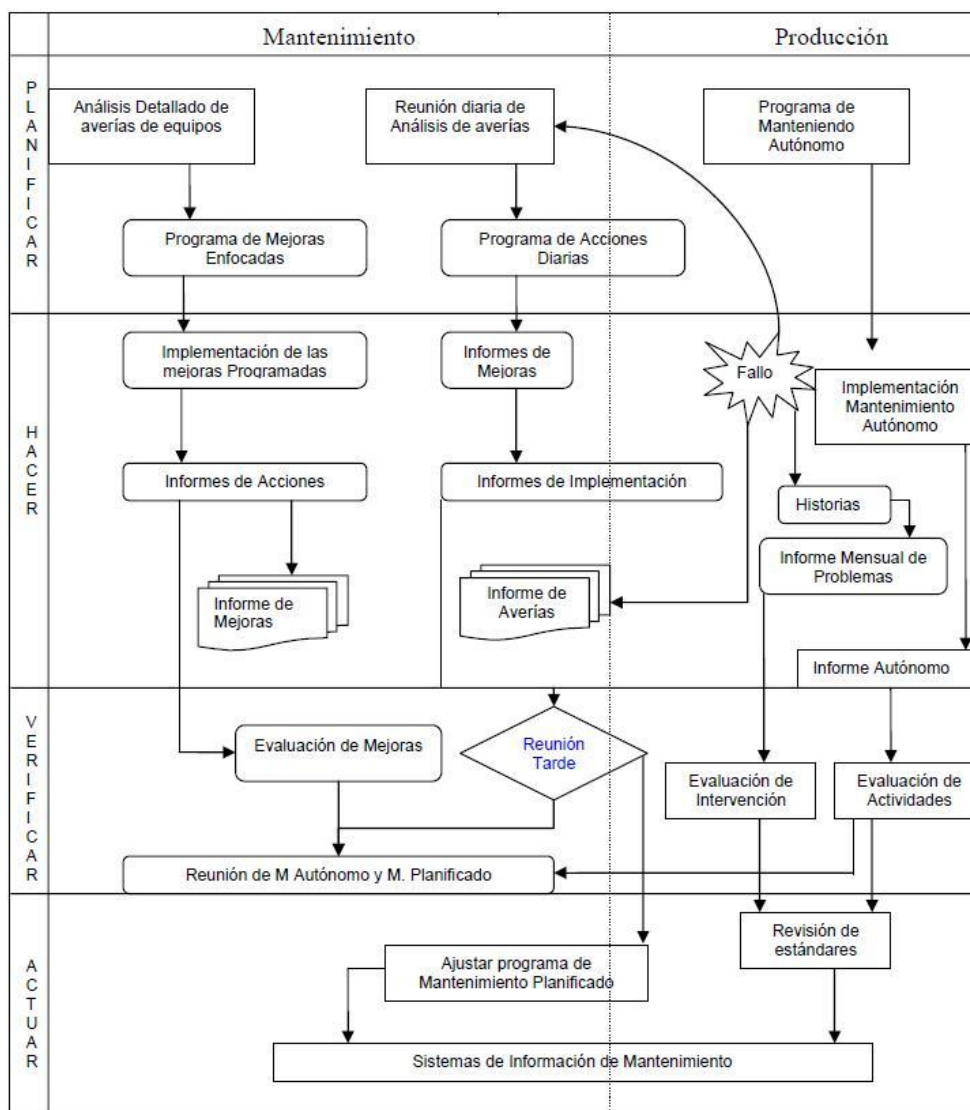 Mantenimiento
Producción
P
L
A
N
I
F
I
C
A
R
Análisis Detallado de
averías de equipos
Reunión diaria de
Análisis de averías
Programa de
Manteniendo
Autónomo
Programa de Mejoras
Enfocadas
Programa de Acciones
Diarias
H
A
C
E
R
Implementación de las
mejoras Programadas
Informes de
Mejoras
Fallo
Implementación
Mantenimiento
Autónomo
Informes de Acciones
Informes de Implementación
Historias
Informe Mensual de
Problemas
Informe de
Mejoras
Informe de
Averías
Informe Autónomo
V
E
R
I
F
I
C
A
R
Evaluación de Mejoras
Reunión
Tarde
Evaluación de
Intervención
Evaluación de
Actividades
Reunión de M Autónomo y M. Planificado
A
C
T
U
A
R
Ajustar programa de
Mantenimiento Planificado
Revisión de
estándares
Sistemas de Información de Mantenimiento